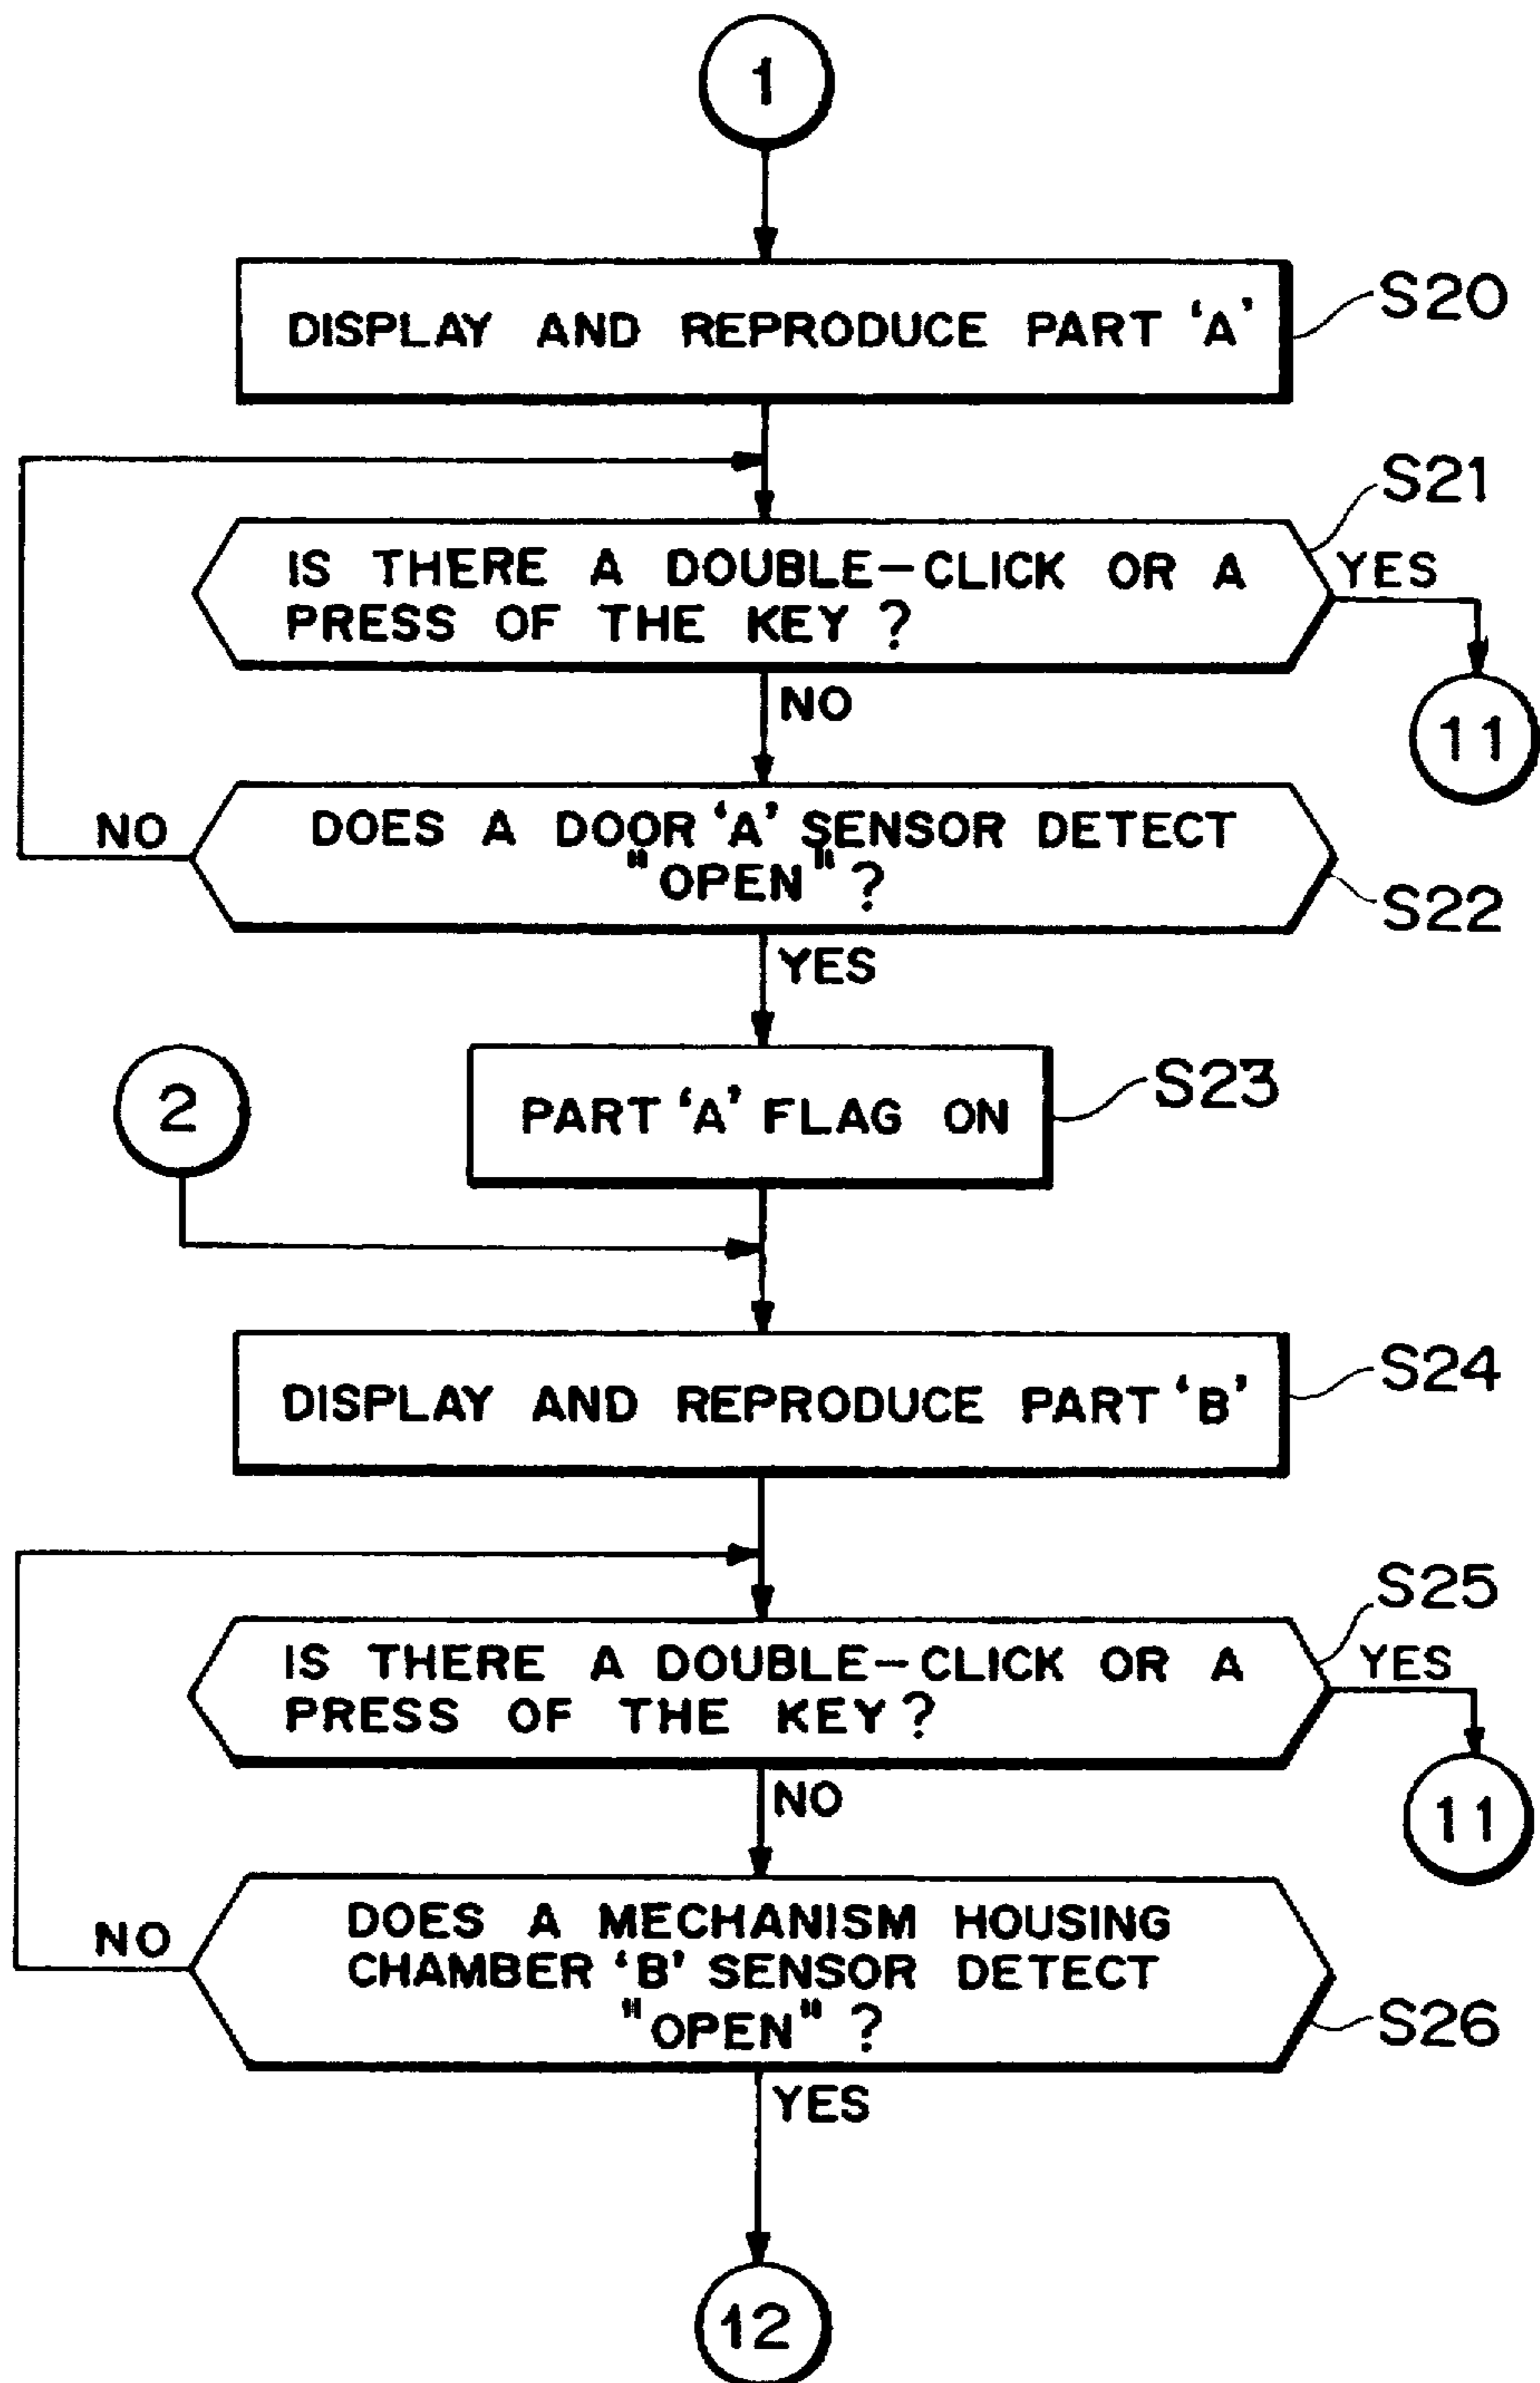 1
DISPLAY AND REPRODUCE PART 'A'
S20
S21
IS THERE A DOUBLE-CLICK OR A
PRESS OF THE KEY ?
YES
11
NO
DOES A DOOR 'A' SENSOR DETECT
"OPEN" ?
NO
S22
YES
2
PART 'A' FLAG ON
S23
DISPLAY AND REPRODUCE PART 'B'
S24
S25
IS THERE A DOUBLE-CLICK OR A
PRESS OF THE KEY ?
YES
11
NO
DOES A MECHANISM HOUSING
CHAMBER 'B' SENSOR DETECT
"OPEN" ?
NO
S26
YES
12